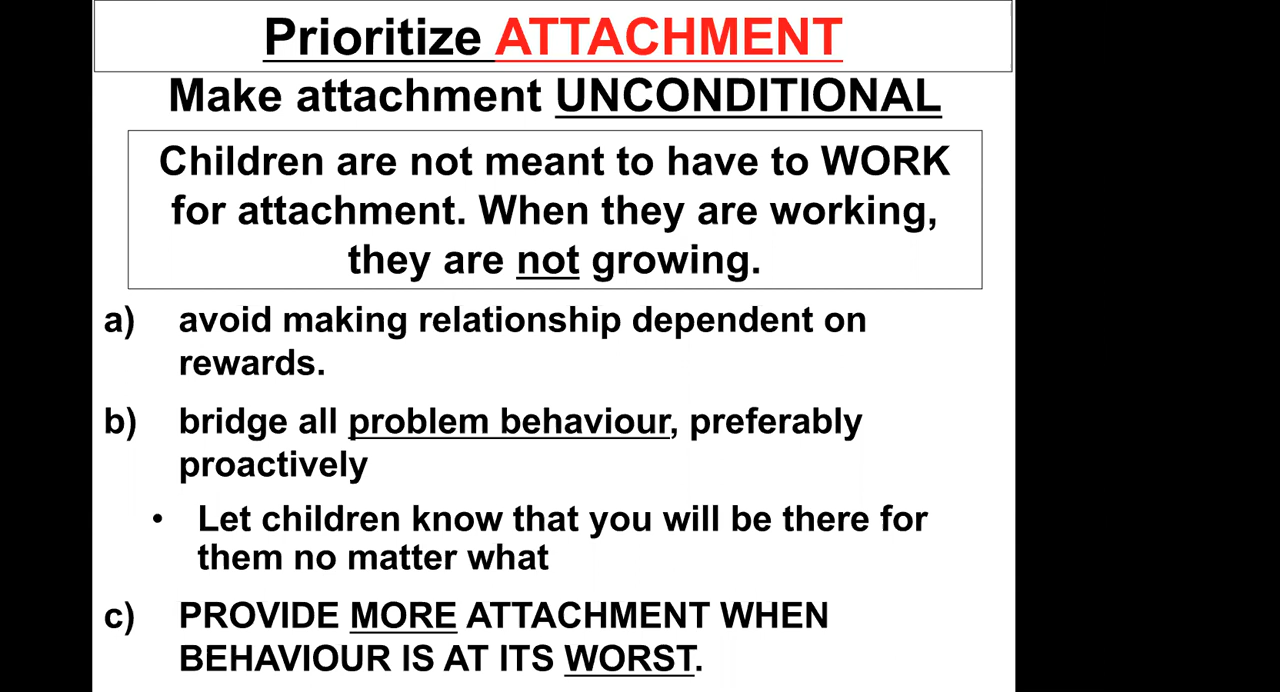 Prioritize ATTACHMENT
Make attachment UNCONDITIONAL
Children are not meant to have to WORK
for attachment. When they are working,
they are not growing.
a) avoid making relationship dependent on
rewards.
b) bridge all problem behaviour, preferably
proactively
• Let children know that you will be there for
them no matter what
c) PROVIDE MORE ATTACHMENT WHEN
BEHAVIOUR IS AT ITS WORST.